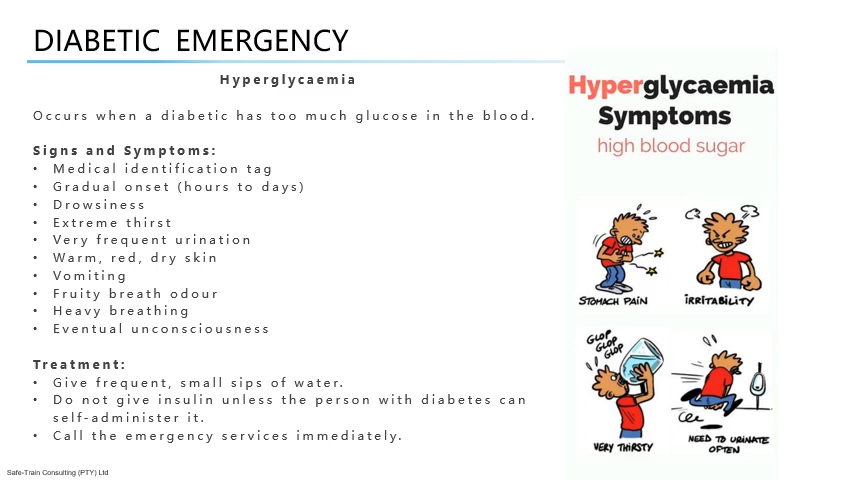 DIABETIC EMERGENCY
Hyperglycaemia
Occurs when a diabetic has too much glucose in the blood.
Signs and Symptoms:
• Medical identification tag
• Gradual onset (hours to days)
• Drowsiness
• Extreme thirst
• Very frequent urination
• Warm, red, dry skin
• Vomiting
• Fruity breath odour
• Heavy breathing
• Eventual unconsciousness
Treatment:
• Give frequent, small sips of water.
• Do not give insulin unless the person with diabetes can
self-administer it.
• Call the emergency services immediately.
Safe-Train Consulting (PTY) Ltd
Hyperglycaemia
Symptoms
high blood sugar
STOMACH PAIN
IRRITABILITY
GLOP
GLOP
GLOP
VERY THIRSTY
NEED TO URINATE
OFTEN